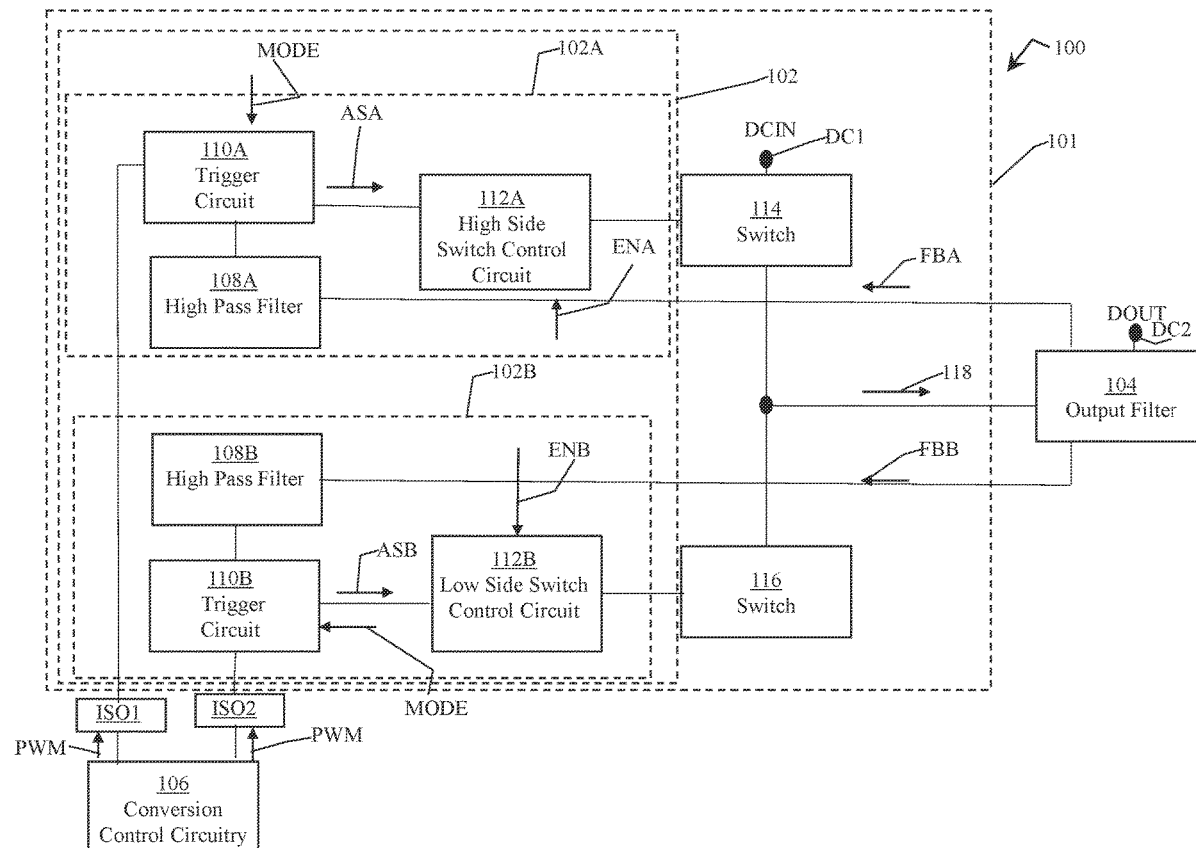 MODE
102A
102
100
ASA
DCIN
DC1
101
110A
Trigger
Circuit
112A
High Side
Switch Control
Circuit
114
Switch
ENA
FBA
108A
High Pass Filter
DOUT
DC2
102B
118
104
Output Filter
108B
High Pass Filter
ENB
FBB
ASB
110B
Trigger
Circuit
112B
Low Side Switch
Control Circuit
116
Switch
MODE
ISO1
ISO2
PWM
PWM
106
Conversion
Control Circuitry